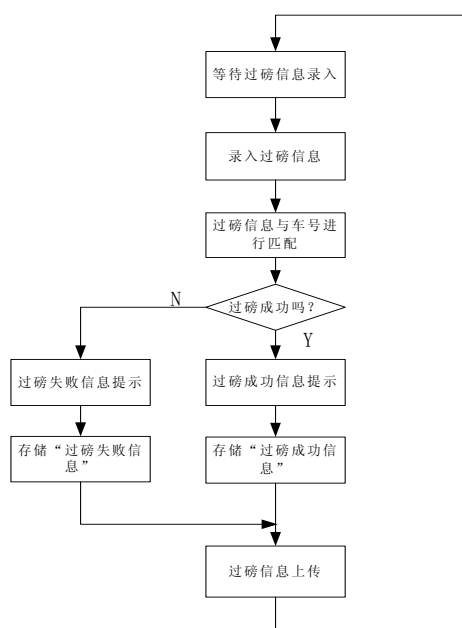 等待过磅信息录入
录入过磅信息
过磅信息与车号进
行匹配
N
过磅成功吗？
Y
过磅失败信息提示
过磅成功信息提示
存储“过磅失败信
息”
存储“过磅成功信
息”
过磅信息上传